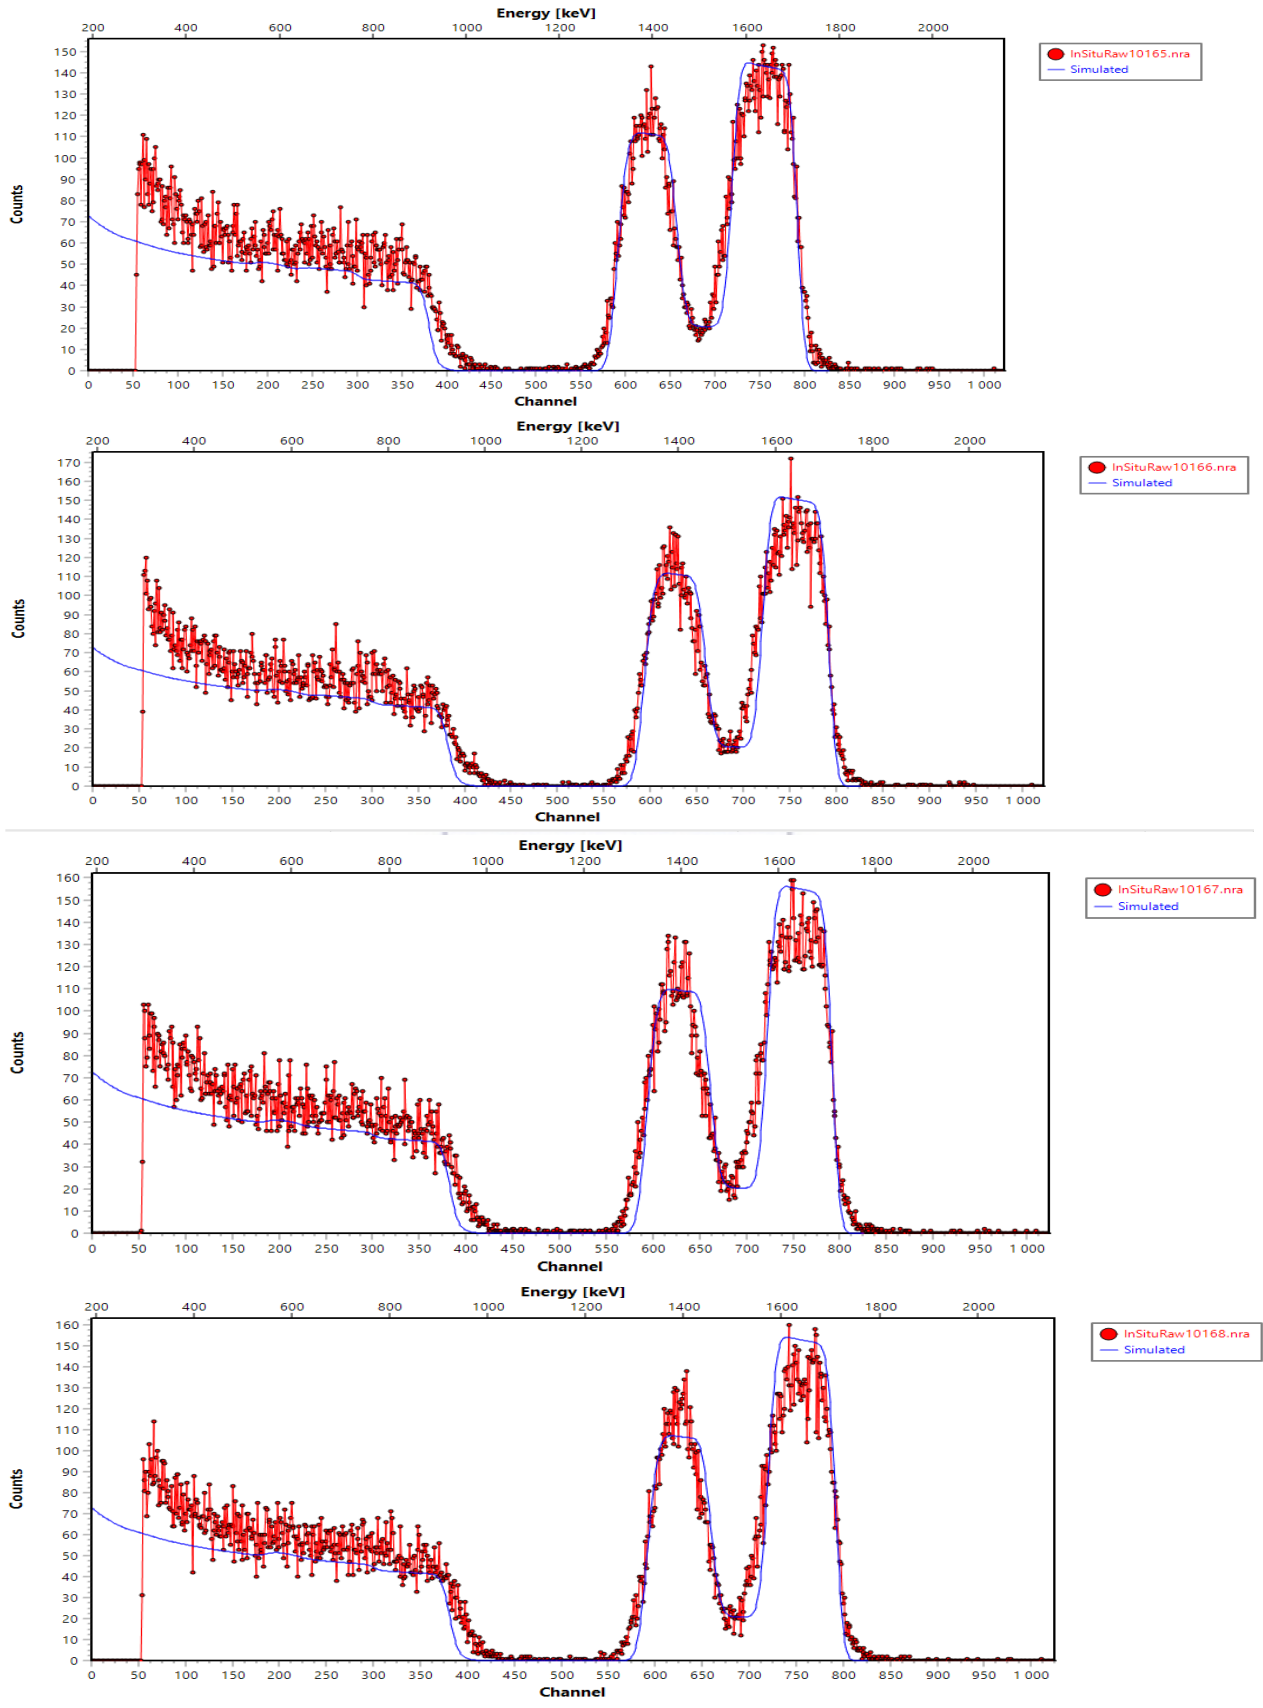 Energy [keV]
200 400 600 800 1000 1200 1400 1600 1800 2000
150
140
130
120
110
100
90
80
70
60
50
40
30
20
10
0
Counts
0 50 100 150 200 250 300 350 400 450 500 550 600 650 700 750 800 850 900 950 1 000
Channel
InSituRaw10165.nra
Simulated
Energy [keV]
200 400 600 800 1000 1200 1400 1600 1800 2000
170
160
150
140
130
120
110
100
90
80
70
60
50
40
30
20
10
0
Counts
0 50 100 150 200 250 300 350 400 450 500 550 600 650 700 750 800 850 900 950 1 000
Channel
InSituRaw10166.nra
Simulated
Energy [keV]
200 400 600 800 1000 1200 1400 1600 1800 2000
160
150
140
130
120
110
100
90
80
70
60
50
40
30
20
10
0
Counts
0 50 100 150 200 250 300 350 400 450 500 550 600 650 700 750 800 850 900 950 1 000
Channel
InSituRaw10167.nra
Simulated
Energy [keV]
200 400 600 800 1000 1200 1400 1600 1800 2000
160
150
140
130
120
110
100
90
80
70
60
50
40
30
20
10
0
Counts
0 50 100 150 200 250 300 350 400 450 500 550 600 650 700 750 800 850 900 950 1 000
Channel
InSituRaw10168.nra
Simulated